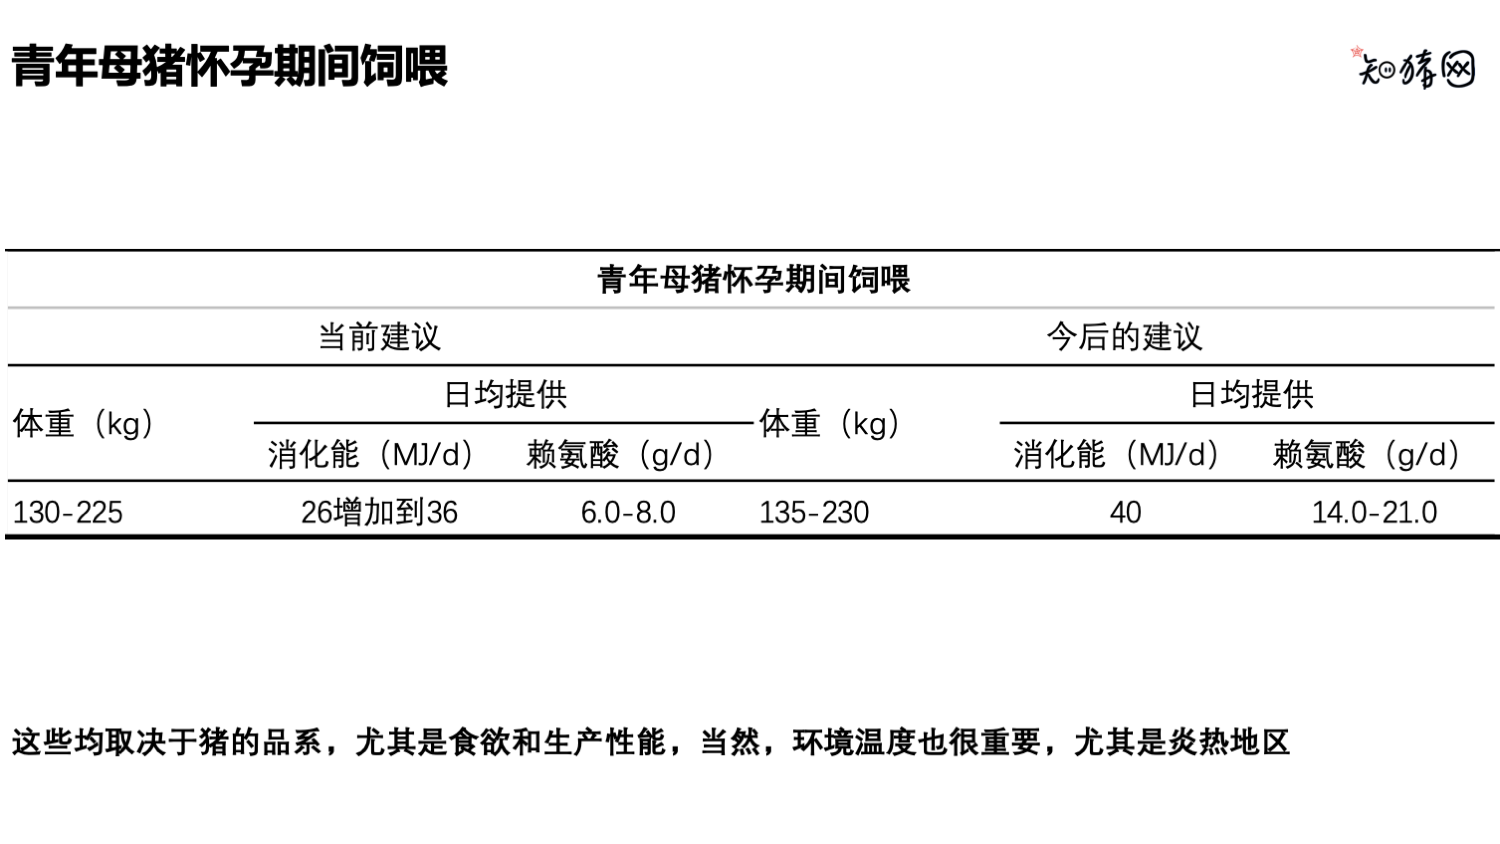 青年母猪怀孕期间饲喂
知猪网
青年母猪怀孕期间饲喂
当前建议 今后的建议
日均提供 日均提供
体重（kg） 体重（kg）
消化能（MJ/d） 赖氨酸（g/d） 消化能（MJ/d） 赖氨酸（g/d）
130-225 26增加到36 6.0-8.0 135-230 40 14.0-21.0
这些均取决于猪的品系，尤其是食欲和生产性能，当然，环境温度也很重要，尤其是炎热地区